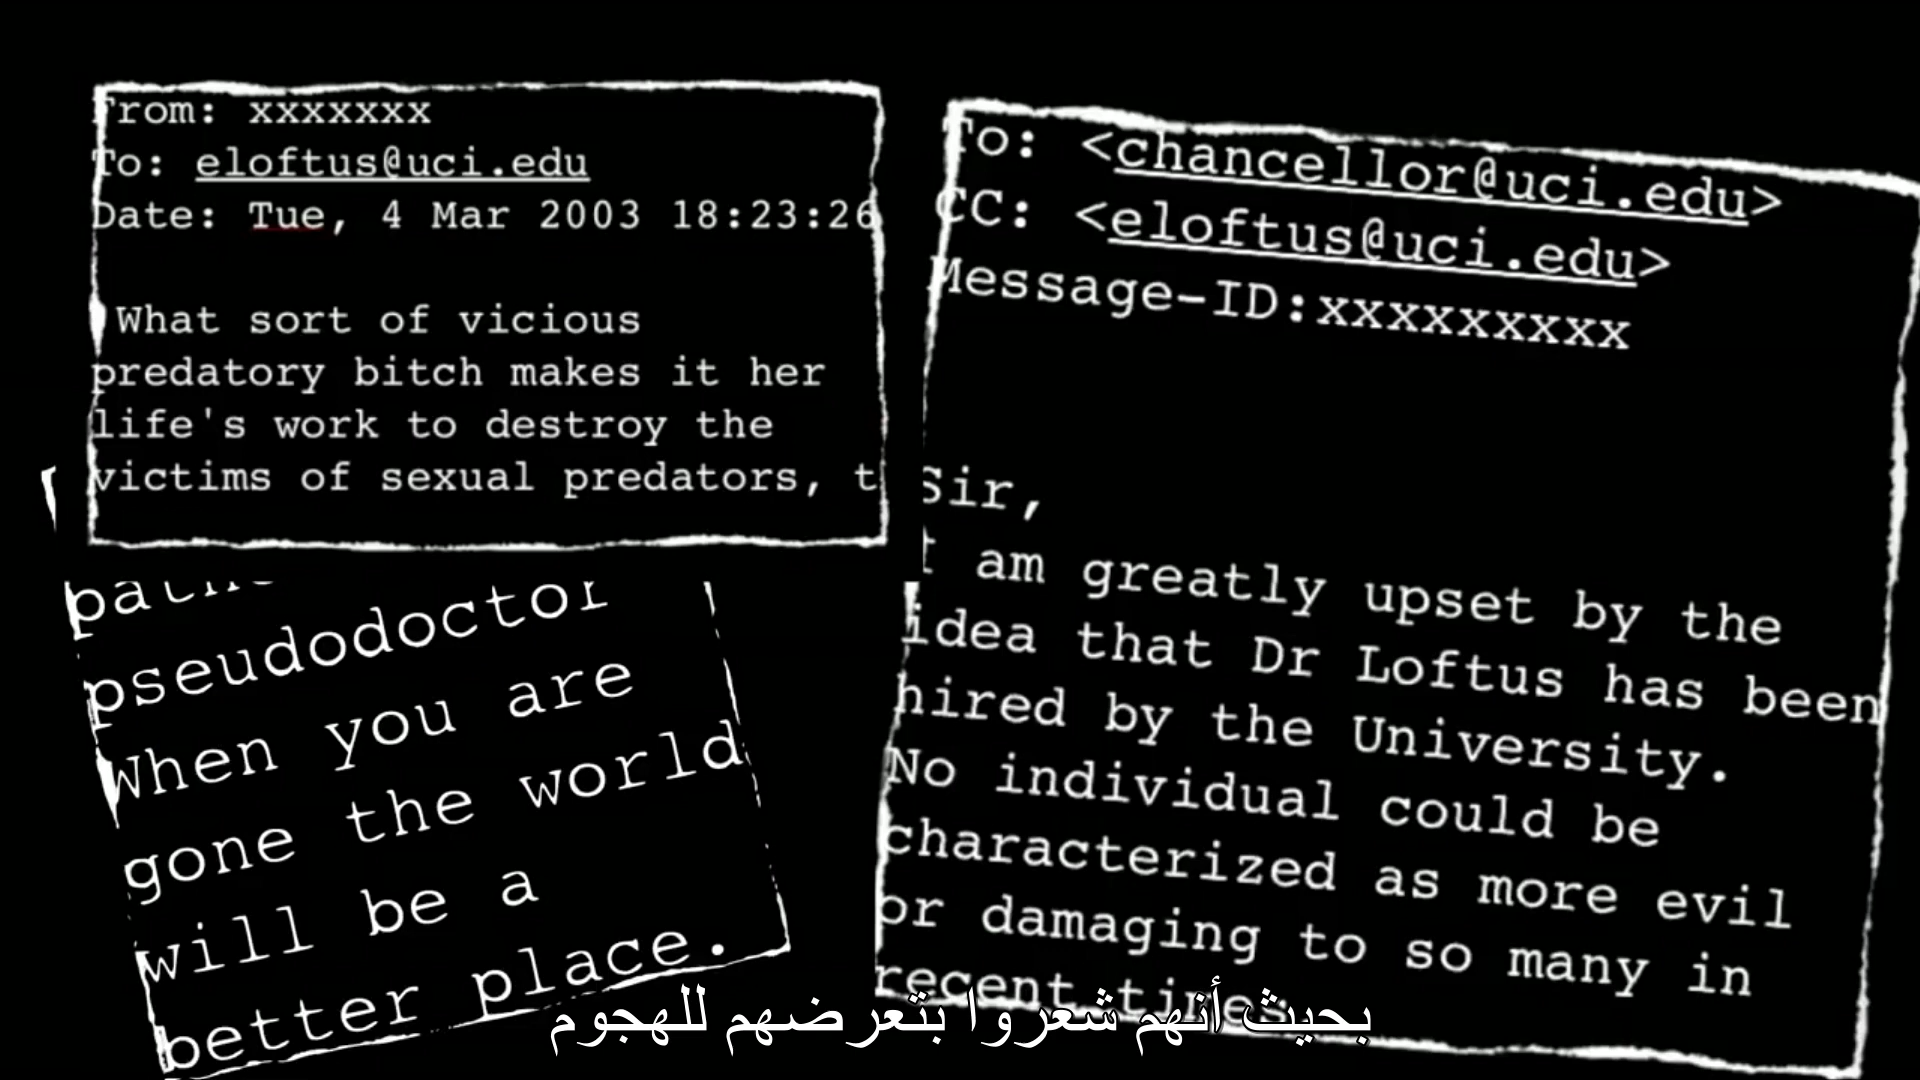 From: xxxxxxx
To: eloftus@uci.edu
Date: Tue, 4 Mar 2003 18:23:26
What sort of vicious
predatory bitch makes it her
life's work to destroy the
victims of sexual predators, t
To: <chancellor@uci.edu>
CC: <eloftus@uci.edu>
Message-ID:xxxxxxxxx
Sir,
I am greatly upset by the
idea that Dr Loftus has been
hired by the University.
No individual could be
characterized as more evil
or damaging to so many in
recent times
pseudodoctor
When you are
gone the world
will be a
better place.
بحيث أنهم شعروا بتعرضهم للهجوم